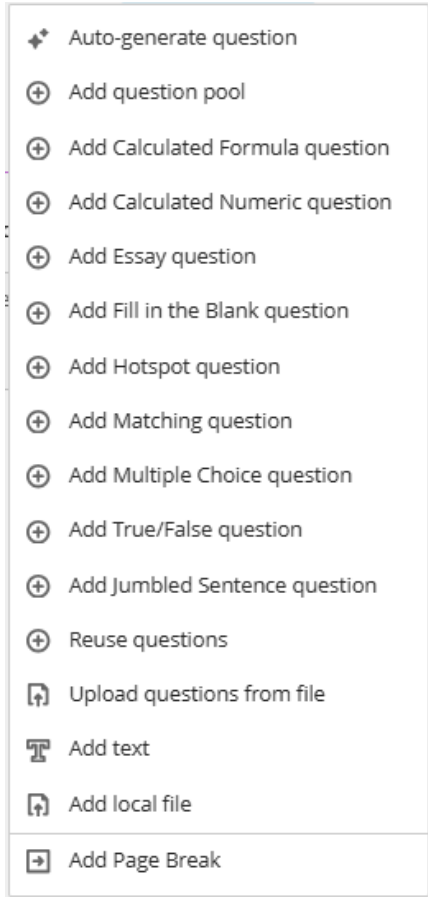 Auto-generate question
Add question pool
Add Calculated Formula question
Add Calculated Numeric question
Add Essay question
Add Fill in the Blank question
Add Hotspot question
Add Matching question
Add Multiple Choice question
Add True/False question
Add Jumbled Sentence question
Reuse questions
Upload questions from file
Add text
Add local file
Add Page Break